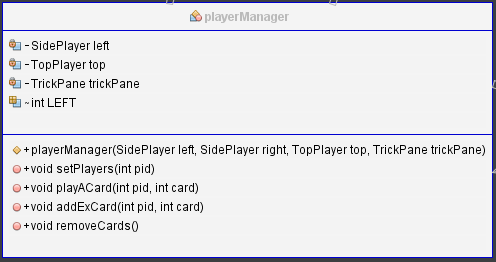 playerManager
-SidePlayer left
-TopPlayer top
-TrickPane trickPane
~int LEFT
+playerManager(SidePlayer left, SidePlayer right, TopPlayer top, TrickPane trickPane)
+void setPlayers(int pid)
+void playACard(int pid, int card)
+void addExCard(int pid, int card)
+void removeCards()